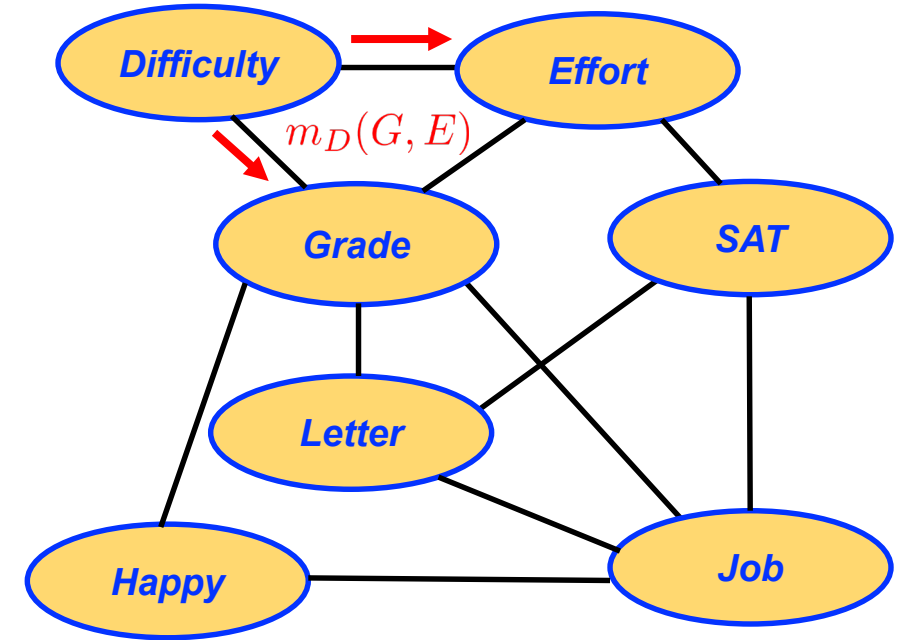 Difficulty
Effort
m_D(G, E)
Grade
SAT
Letter
Happy
Job